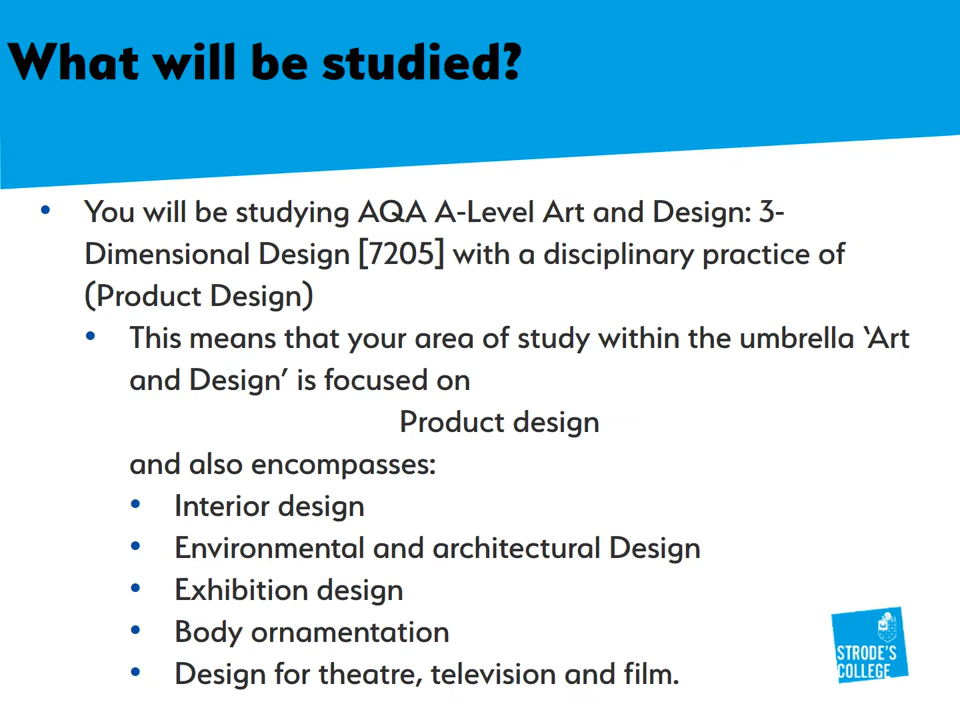 What will be studied?
• You will be studying AQA A-Level Art and Design: 3-
Dimensional Design [7205] with a disciplinary practice of
(Product Design)
• This means that your area of study within the umbrella ‘Art
and Design’ is focused on
Product design
and also encompasses:
• Interior design
• Environmental and architectural Design
• Exhibition design
• Body ornamentation
• Design for theatre, television and film.
STRODE'S
COLLEGE